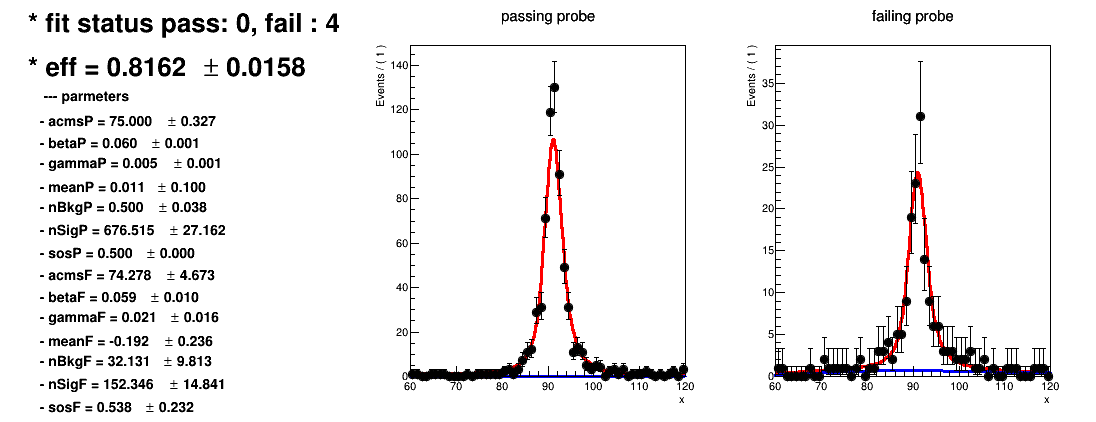 * fit status pass: 0, fail : 4
* eff = 0.8162 ± 0.0158
--- parmeters
- acmsP = 75.000 ± 0.327
- betaP = 0.060 ± 0.001
- gammaP = 0.005 ± 0.001
- meanP = 0.011 ± 0.100
- nBkgP = 0.500 ± 0.038
- nSigP = 676.515 ± 27.162
- sosP = 0.500 ± 0.000
- acmsF = 74.278 ± 4.673
- betaF = 0.059 ± 0.010
- gammaF = 0.021 ± 0.016
- meanF = -0.192 ± 0.236
- nBkgF = 32.131 ± 9.813
- nSigF = 152.346 ± 14.841
- sosF = 0.538 ± 0.232
passing probe
Events / ( 1 )
140
120
100
80
60
40
20
0
60 70 80 90 100 110 120
x
failing probe
Events / ( 1 )
35
30
25
20
15
10
5
0
60 70 80 90 100 110 120
x